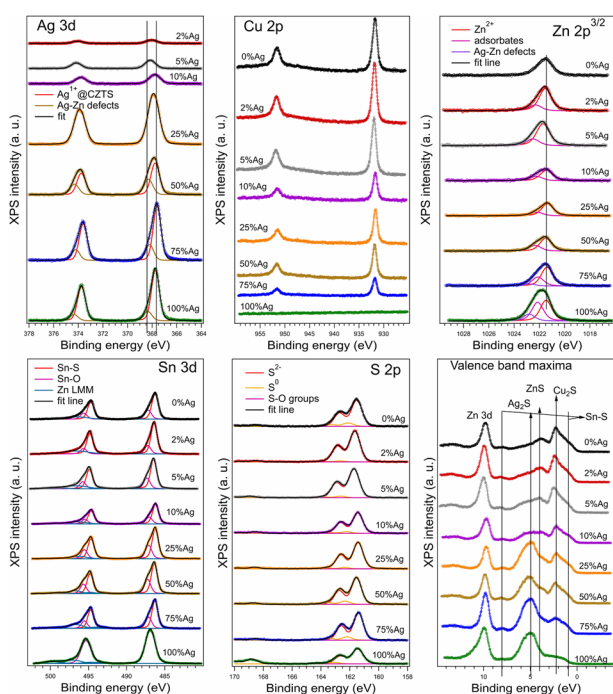 Ag 3d
2%Ag
5%Ag
10%Ag
Ag¹⁺@CZTS
Ag-Zn defects
fit
25%Ag
50%Ag
75%Ag
100%Ag
XPS intensity (a. u.)
378 376 374 372 370 368 366 364
Binding energy (eV)
Cu 2p
0%Ag
2%Ag
5%Ag
10%Ag
25%Ag
50%Ag
75%Ag
100%Ag
XPS intensity (a. u.)
955 950 945 940 935 930
Binding energy (eV)
Zn 2p³ᐟ²
Zn²⁺
adsorbates
Ag-Zn defects
fit line
0%Ag
2%Ag
5%Ag
10%Ag
25%Ag
50%Ag
75%Ag
100%Ag
XPS intensity (a. u.)
1028 1024 1020 1016
Binding energy (eV)
Sn 3d
Sn-S
Sn-O
Zn LMM
fit line
0%Ag
2%Ag
5%Ag
10%Ag
25%Ag
50%Ag
75%Ag
100%Ag
XPS intensity (a. u.)
500 495 490 485
Binding energy (eV)
S 2p
S²⁻
S⁰
S-O groups
fit line
0%Ag
2%Ag
5%Ag
10%Ag
25%Ag
50%Ag
75%Ag
100%Ag
XPS intensity (a. u.)
170 168 166 164 162 160 158
Binding energy (eV)
Valence band maxima
ZnS
Cu₂S
Ag₂S
Zn 3d
Sn-S
0%Ag
2%Ag
5%Ag
10%Ag
25%Ag
50%Ag
75%Ag
100%Ag
XPS intensity (a. u.)
10 5 0
Binding energy (eV)